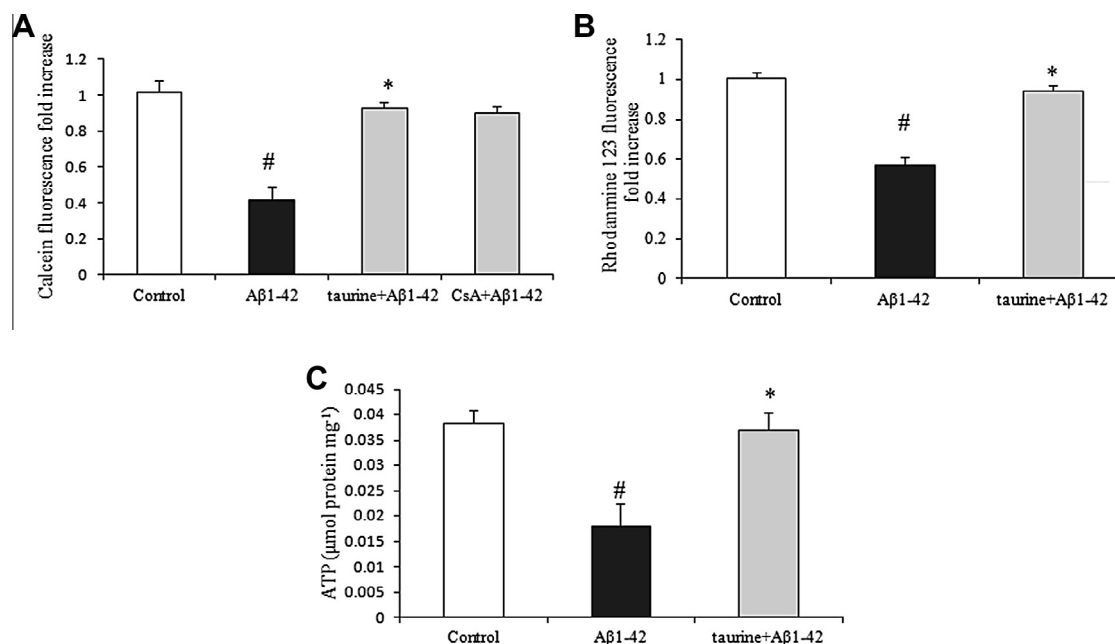 A
Calcein fluorescence fold increase
1.2
1
0.8
0.6
0.4
0.2
0
#
*
Control
Aβ1-42
taurine+Aβ1-42
CsA+Aβ1-42
B
Rhodanmine 123 fluorescence
fold increase
1.2
1
0.8
0.6
0.4
0.2
0
#
*
Control
Aβ1-42
taurine+Aβ1-42
C
ATP (μmol protein mg-1)
0.045
0.04
0.035
0.03
0.025
0.02
0.015
0.01
0.005
0
#
*
Control
Aβ1-42
taurine+Aβ1-42